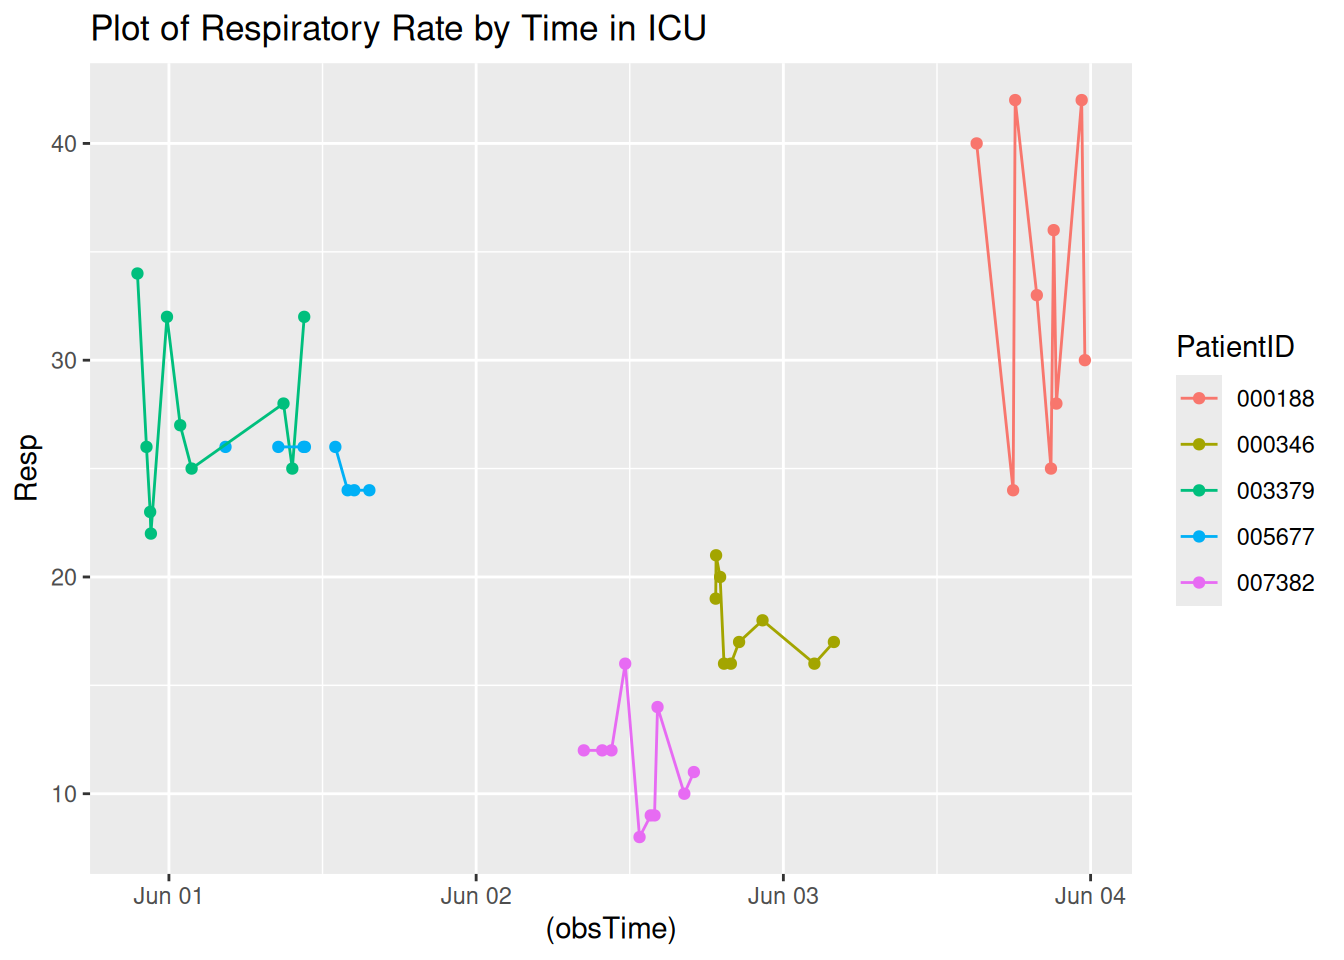 Plot of Respiratory Rate by Time in ICU
Resp
40
30
20
10
Jun 01
Jun 02
Jun 03
Jun 04
(obsTime)
PatientID
000188
000346
003379
005677
007382